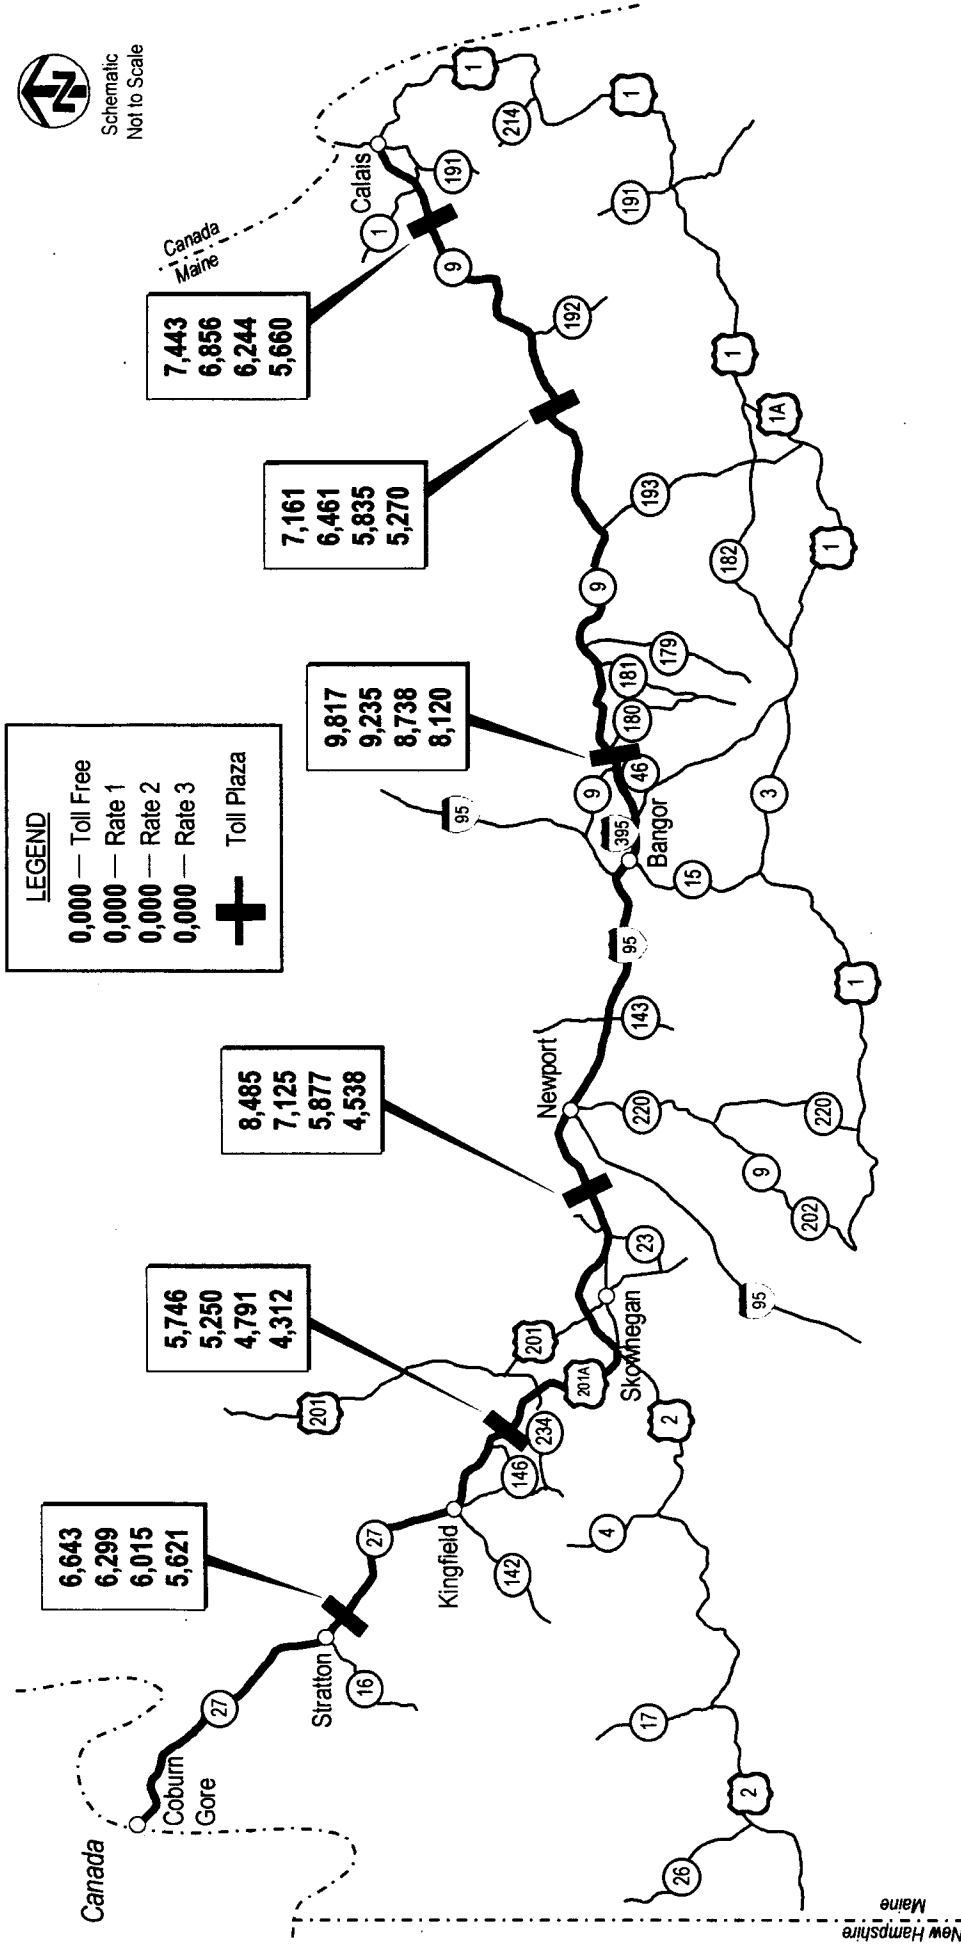 Schematic
Not to Scale
LEGEND
0,000 — Toll Free
0,000 — Rate 1
0,000 — Rate 2
0,000 — Rate 3
Toll Plaza
N
Canada
Coburn
Gore
27
Stratton
16
6,643
6,299
6,015
5,621
27
Kingfield
142
146
234
5,746
5,250
4,791
4,312
201
201
201A
Skowhegan
2
4
17
2
26
New Hampshire
Maine
23
8,485
7,125
5,877
4,538
Newport
95
220
220
9
202
143
95
1
Bangor
395
95
15
3
9
46
9,817
9,235
8,738
8,120
180
181
179
9
182
1
193
7,161
6,461
5,835
5,270
1A
1
192
9
7,443
6,856
6,244
5,660
1
Calais
191
191
214
1
1
Canada
Maine